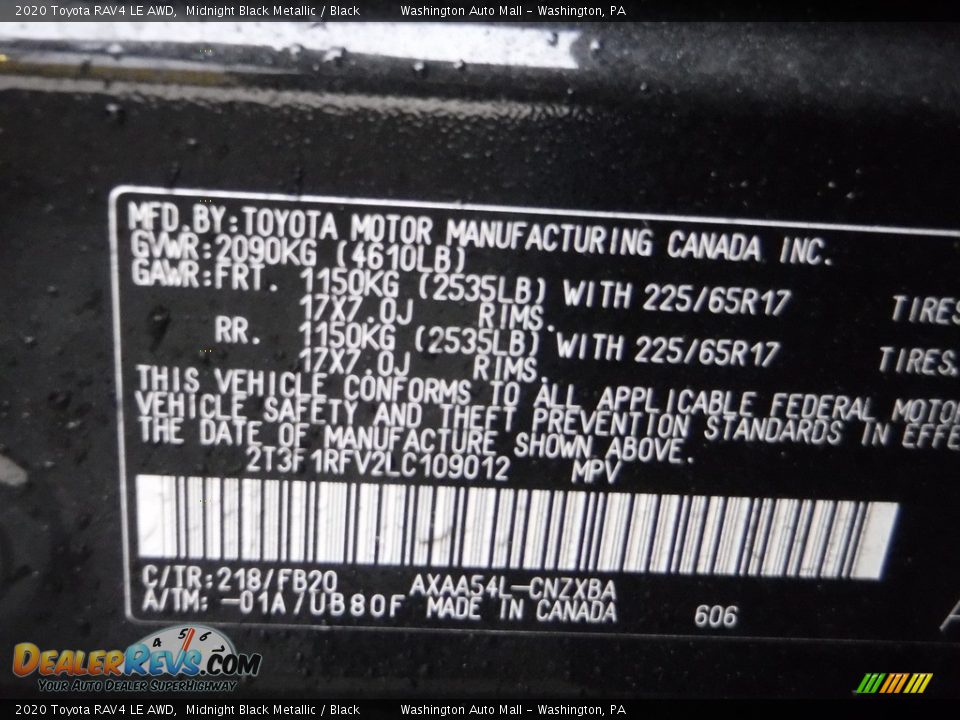 2020 Toyota RAV4 LE AWD, Midnight Black Metallic / Black Washington Auto Mall - Washington, PA
MFD.BY:TOYOTA MOTOR MANUFACTURING CANADA INC.
GVWR:2090KG (4610LB)
GAWR:FRT. 1150KG (2535LB) WITH 225/65R17 TIRES
17X7.0J RIMS.
RR. 1150KG (2535LB) WITH 225/65R17 TIRES.
17X7.0J RIMS.
THIS VEHICLE CONFORMS TO ALL APPLICABLE FEDERAL MOTOR
VEHICLE SAFETY AND THEFT PREVENTION STANDARDS IN EFFE
THE DATE OF MANUFACTURE SHOWN ABOVE.
2T3F1RFV2LC109012 MPV
C/TR:218/FB20 AXAA54L-CNZXBA
A/TM:-01A/UB80F MADE IN CANADA 606
4 5 6
DealerRevs.com
Your Auto Dealer SuperHighway
2020 Toyota RAV4 LE AWD, Midnight Black Metallic / Black Washington Auto Mall - Washington, PA